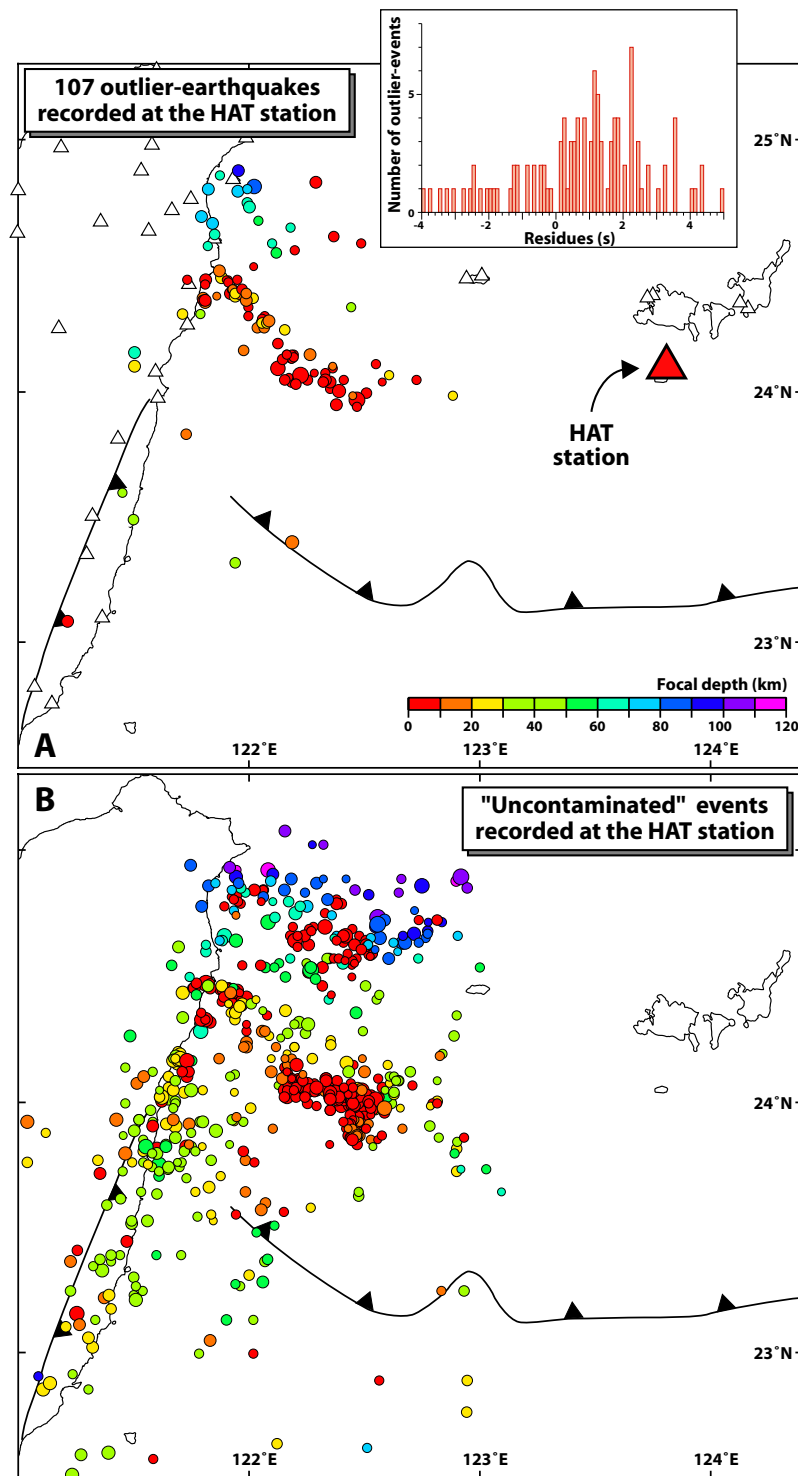 107 outlier-earthquakes
recorded at the HAT station
Number of outlier-events
5
0
-4
-2
0
2
4
Residues (s)
25˚N
24˚N
HAT
station
23˚N
Focal depth (km)
0
20
40
60
80
100
120
A
122˚E
123˚E
124˚E
B
"Uncontaminated" events
recorded at the HAT station
24˚N
23˚N
122˚E
123˚E
124˚E